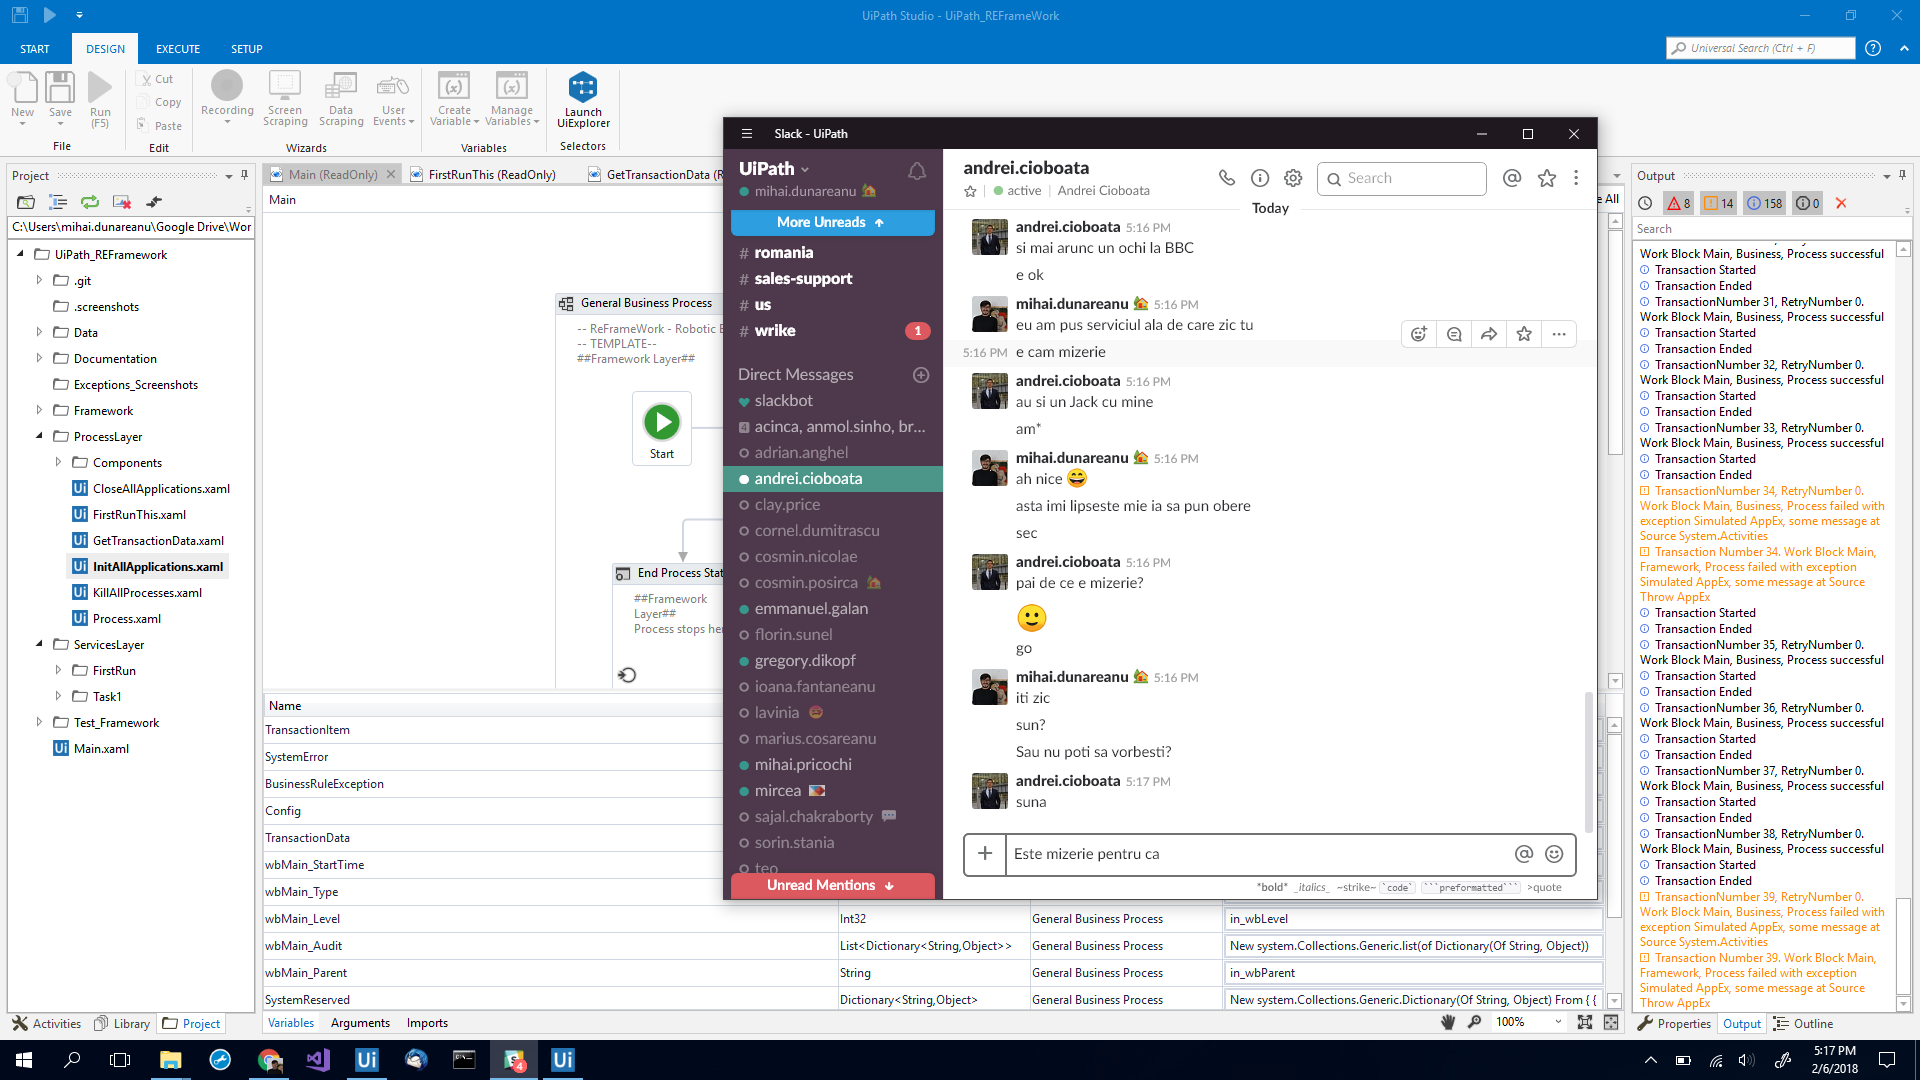 UiPath Studio - UiPath_REFrameWork
START
DESIGN
EXECUTE
SETUP
Universal Search (Ctrl + F)
New
Save
Run
(F5)
File
Cut
Copy
Paste
Edit
Recording
Screen
Scraping
Data
Scraping
User
Events
Wizards
Create
Variable
Manage
Variables
Variables
Launch
UiExplorer
Selectors
Project
C:\Users\mihai.dunareanu\Google Drive\Wor
UiPath_REFramework
.git
.screenshots
Data
Documentation
Exceptions_Screenshots
Framework
ProcessLayer
Components
CloseAllApplications.xaml
FirstRunThis.xaml
GetTransactionData.xaml
InitAllApplications.xaml
KillAllProcesses.xaml
Process.xaml
ServicesLayer
FirstRun
Task1
Test_Framework
Main.xaml
Activities
Library
Project
Main (ReadOnly)
FirstRunThis (ReadOnly)
GetTransactionData (R
Main
e All
General Business Process
-- ReFrameWork - Robotic E
-- TEMPLATE--
##Framework Layer##
Start
End Process Stat
##Framework
Layer##
Process stops her
Name
TransactionItem
SystemError
BusinessRuleException
Config
TransactionData
wbMain_StartTime
wbMain_Type
wbMain_Level Int32 General Business Process in_wbLevel
wbMain_Audit List<Dictionary<String,Object>> General Business Process New system.Collections.Generic.list(of Dictionary(Of String, Object))
wbMain_Parent String General Business Process in_wbParent
SystemReserved Dictionary<String,Object> General Business Process New system.Collections.Generic.Dictionary(Of String, Object) From { {
Variables
Arguments
Imports
100%
Slack - UiPath
UiPath
mihai.dunareanu
More Unreads
# romania
# sales-support
# us
# wrike 1
Direct Messages
slackbot
4 acinca, anmol.sinho, br...
adrian.anghel
andrei.cioboata
clay.price
cornel.dumitrascu
cosmin.nicolae
cosmin.posirca
emmanuel.galan
florin.sunel
gregory.dikopf
ioana.fantaneanu
lavinia
marius.cosareanu
mihai.pricochi
mircea
sajal.chakraborty
sorin.stania
teo
Unread Mentions
andrei.cioboata
active
Andrei Cioboata
Search
Today
andrei.cioboata 5:16 PM
si mai arunc un ochi la BBC
e ok
mihai.dunareanu 5:16 PM
eu am pus serviciul ala de care zic tu
5:16 PM e cam mizerie
andrei.cioboata 5:16 PM
au si un Jack cu mine
am*
mihai.dunareanu 5:16 PM
ah nice
asta imi lipseste mie ia sa pun obere
sec
andrei.cioboata 5:16 PM
pai de ce e mizerie?
go
mihai.dunareanu 5:16 PM
iti zic
sun?
Sau nu poti sa vorbesti?
andrei.cioboata 5:17 PM
suna
Este mizerie pentru ca
*bold* _italics_ ~strike~ `code` ```preformatted``` >quote
Output
8
14
158
0
Search
Work Block Main, Business, Process successful
Transaction Started
Transaction Ended
TransactionNumber 31, RetryNumber 0.
Work Block Main, Business, Process successful
Transaction Started
Transaction Ended
TransactionNumber 32, RetryNumber 0.
Work Block Main, Business, Process successful
Transaction Started
Transaction Ended
TransactionNumber 33, RetryNumber 0.
Work Block Main, Business, Process successful
Transaction Started
Transaction Ended
TransactionNumber 34, RetryNumber 0.
Work Block Main, Business, Process failed with
exception Simulated AppEx, some message at
Source System.Activities
Transaction Number 34. Work Block Main,
Framework, Process failed with exception
Simulated AppEx, some message at Source
Throw AppEx
Transaction Started
Transaction Ended
TransactionNumber 35, RetryNumber 0.
Work Block Main, Business, Process successful
Transaction Started
Transaction Ended
TransactionNumber 36, RetryNumber 0.
Work Block Main, Business, Process successful
Transaction Started
Transaction Ended
TransactionNumber 37, RetryNumber 0.
Work Block Main, Business, Process successful
Transaction Started
Transaction Ended
TransactionNumber 38, RetryNumber 0.
Work Block Main, Business, Process successful
Transaction Started
Transaction Ended
TransactionNumber 39, RetryNumber 0.
Work Block Main, Business, Process failed with
exception Simulated AppEx, some message at
Source System.Activities
Transaction Number 39. Work Block Main,
Framework, Process failed with exception
Simulated AppEx, some message at Source
Throw AppEx
Properties
Output
Outline
4
5:17 PM
2/6/2018